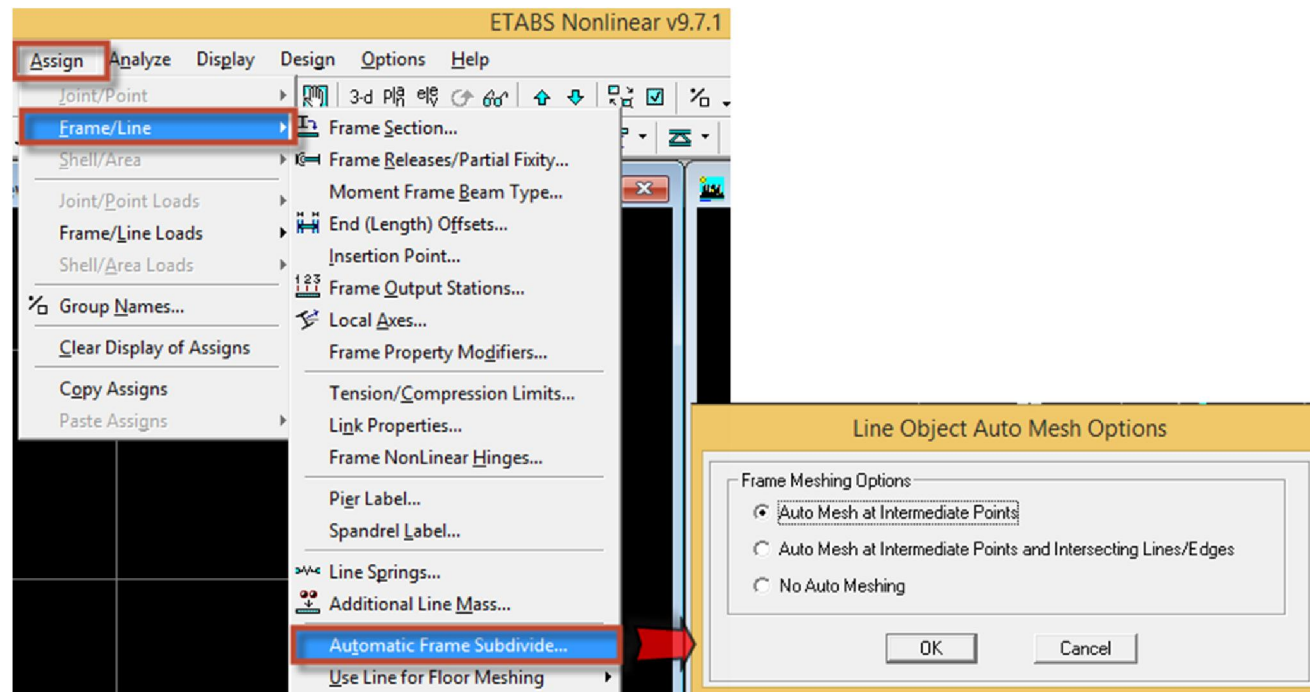 ETABS Nonlinear v9.7.1
Assign Analyze Display Design Options Help
Joint/Point
Frame/Line
Shell/Area
Joint/Point Loads
Frame/Line Loads
Shell/Area Loads
Group Names...
Clear Display of Assigns
Copy Assigns
Paste Assigns
3-d
Frame Section...
Frame Releases/Partial Fixity...
Moment Frame Beam Type...
End (Length) Offsets...
Insertion Point...
Frame Output Stations...
Local Axes...
Frame Property Modifiers...
Tension/Compression Limits...
Link Properties...
Frame NonLinear Hinges...
Pier Label...
Spandrel Label...
Line Springs...
Additional Line Mass...
Automatic Frame Subdivide...
Use Line for Floor Meshing
Line Object Auto Mesh Options
Frame Meshing Options
Auto Mesh at Intermediate Points
Auto Mesh at Intermediate Points and Intersecting Lines/Edges
No Auto Meshing
OK Cancel